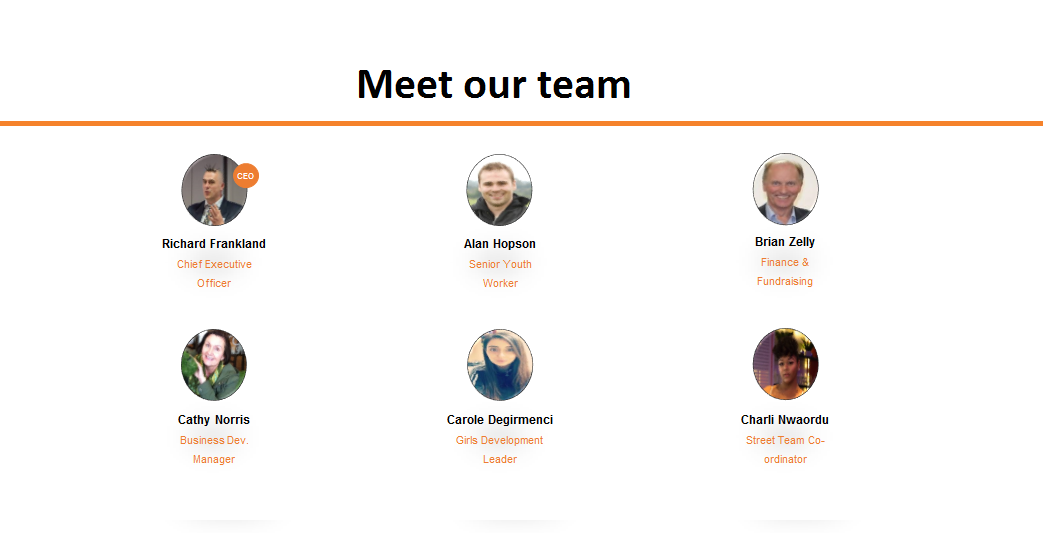 Meet our team
CEO
Richard Frankland
Chief Executive
Officer
Alan Hopson
Senior Youth
Worker
Brian Zelly
Finance &
Fundraising
Cathy Norris
Business Dev.
Manager
Carole Degirmenci
Girls Development
Leader
Charli Nwaordu
Street Team Co-
ordinator